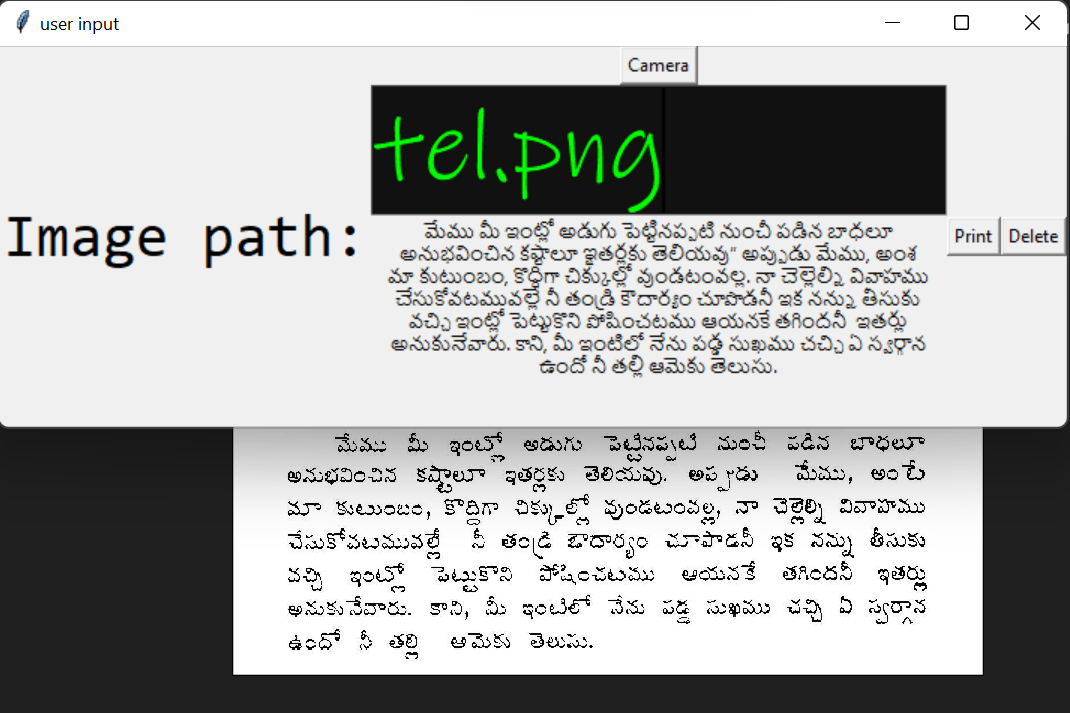 user input
Camera
tel.png
Image path:
మేము మీ ఇంట్లో అడుగు పెట్టినప్పటి నుంచీ పడిన బాధలూ
అనుభవించిన కష్టాలూ ఇతర్లకు తెలియవు" అప్పుడు మేము, అంశ
మా కుటుంబం, కొద్దిగా చిక్కుల్లో వుండటంవల్ల. నా చెల్లెల్ని వివాహము
చేసుకోవటమువల్లే నీ తండ్రి కౌదార్యం చూపాడనీ ఇక నన్ను తీసుకు
వచ్చి ఇంట్లో పెట్టుకొని పోషించటము ఆయనకే తగిందనీ ఇతర్లు
అనుకునేవారు. కాని, మీ ఇంటిలో నేను పడ్డ సుఖము చచ్చి ఏ స్వర్గాన
ఉందో నీ తల్లి ఆమెకు తెలుసు.
Print
Delete
మేము మీ ఇంట్లో అడుగు పెట్టినప్పటి నుంచీ పడిన బాధలూ
అనుభవించిన కష్టాలూ ఇతర్లకు తెలియవు. అప్పుడు మేము, అంటే
మా కుటుంబం, కొద్దిగా చిక్కుల్లో వుండటంవల్ల, నా చెల్లెల్ని వివాహము
చేసుకోవటమువల్లే నీ తండ్రి ఔదార్యం చూపాడనీ ఇక నన్ను తీసుకు
వచ్చి ఇంట్లో పెట్టుకొని పోషించటము ఆయనకే తగిందనీ ఇతర్లు
అనుకునేవారు. కాని, మీ ఇంటిలో నేను పడ్డ సుఖము చచ్చి ఏ స్వర్గాన
ఉందో నీ తల్లి ఆమెకు తెలుసు.